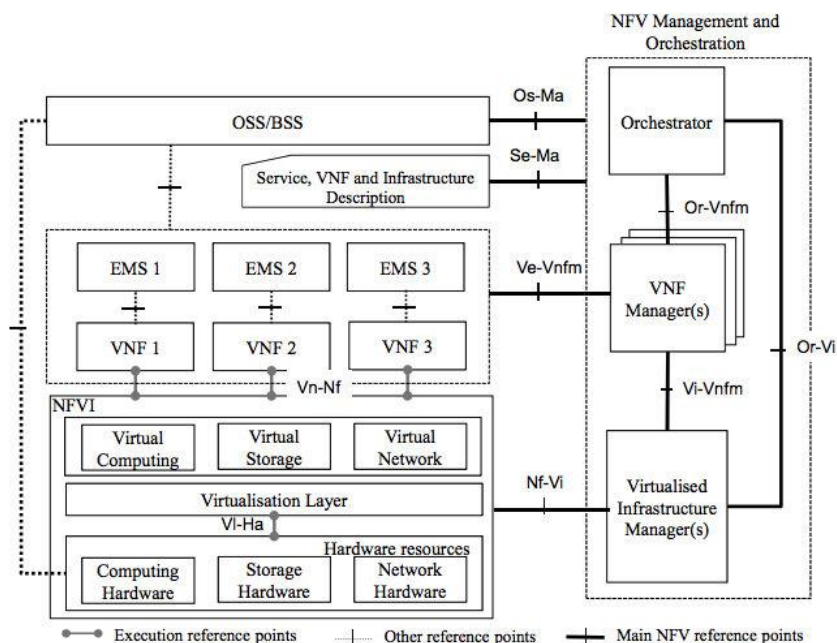 NFV Management and
Orchestration
Os-Ma
OSS/BSS
Orchestrator
Se-Ma
Service, VNF and Infrastructure
Description
Or-Vnfm
EMS 1
EMS 2
EMS 3
Ve-Vnfm
VNF
Manager(s)
VNF 1
VNF 2
VNF 3
Or-Vi
Vn-Nf
Vi-Vnfm
NFVI
Virtual
Computing
Virtual
Storage
Virtual
Network
Nf-Vi
Virtualised
Infrastructure
Manager(s)
Virtualisation Layer
Vl-Ha
Hardware resources
Computing
Hardware
Storage
Hardware
Network
Hardware
Execution reference points
Other reference points
Main NFV reference points